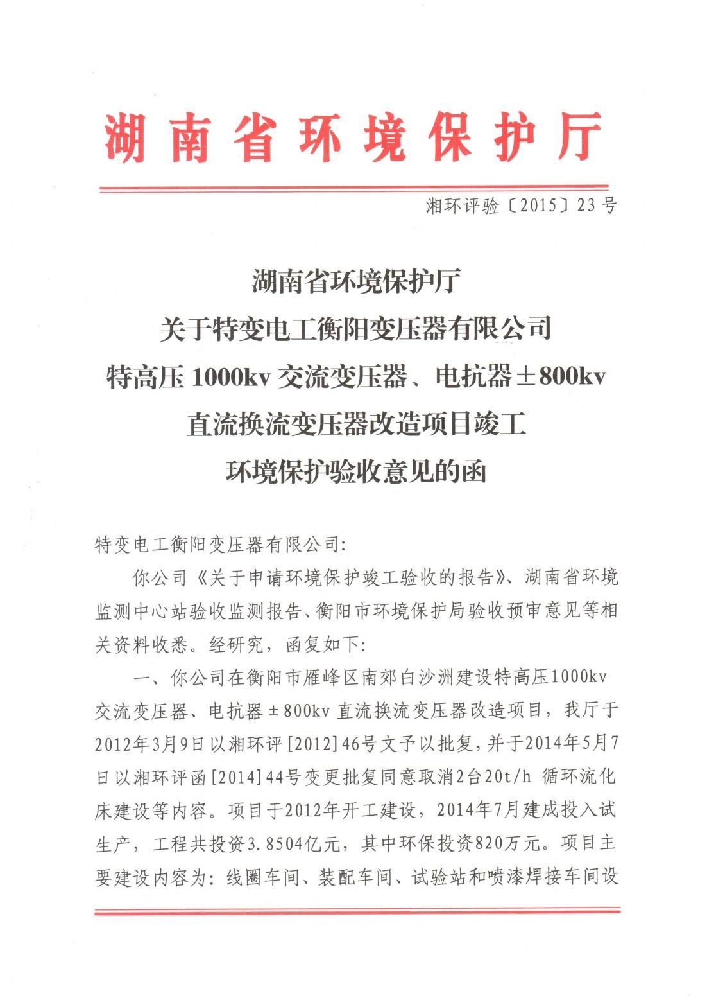 湖南省环境保护厅
湘环评验〔2015〕23号
湖南省环境保护厅
关于特变电工衡阳变压器有限公司
特高压1000kv交流变压器、电抗器±800kv
直流换流变压器改造项目竣工
环境保护验收意见的函
特变电工衡阳变压器有限公司:
你公司《关于申请环境保护竣工验收的报告》、湖南省环境
监测中心站验收监测报告、衡阳市环境保护局验收预审意见等相
关资料收悉。经研究，函复如下:
一、你公司在衡阳市雁峰区南郊白沙洲建设特高压1000kv
交流变压器、电抗器±800kv直流换流变压器改造项目，我厅于
2012年3月9日以湘环评[2012]46号文予以批复,并于2014年5月7
日以湘环评函[2014]44号变更批复同意取消2台20t/h 循环流化
床建设等内容。项目于2012年开工建设，2014年7月建成投入试
生产，工程共投资3.8504亿元，其中环保投资820万元。项目主
要建设内容为：线圈车间、装配车间、试验站和喷漆焊接车间设